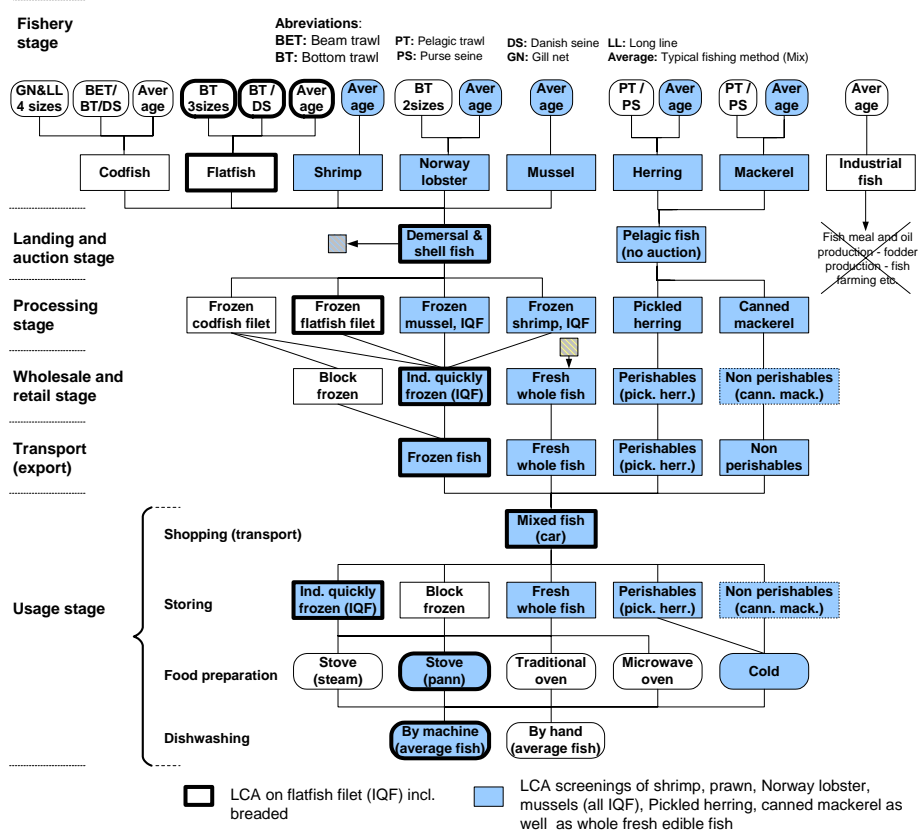 Fishery
stage
Abreviations:
BET: Beam trawl
BT: Bottom trawl
PT: Pelagic trawl
PS: Purse seine
DS: Danish seine
GN: Gill net
LL: Long line
Average: Typical fishing method (Mix)
GN&LL
4 sizes
BET/
BT/DS
Aver
age
BT
3sizes
BT /
DS
Aver
age
Aver
age
BT
2sizes
Aver
age
Aver
age
PT /
PS
Aver
age
PT /
PS
Aver
age
Aver
age
Codfish
Flatfish
Shrimp
Norway
lobster
Mussel
Herring
Mackerel
Industrial
fish
Landing and
auction stage
Demersal &
shell fish
Pelagic fish
(no auction)
Fish meal and oil
production - fodder
production - fish
farming etc.
Processing
stage
Frozen
codfish filet
Frozen
flatfish filet
Frozen
mussel, IQF
Frozen
shrimp, IQF
Pickled
herring
Canned
mackerel
Wholesale and
retail stage
Block
frozen
Ind. quickly
frozen (IQF)
Fresh
whole fish
Perishables
(pick. herr.)
Non perishables
(cann. mack.)
Transport
(export)
Frozen fish
Fresh
whole fish
Perishables
(pick. herr.)
Non
perishables
Usage stage
Shopping (transport)
Mixed fish
(car)
Storing
Ind. quickly
frozen (IQF)
Block
frozen
Fresh
whole fish
Perishables
(pick. herr.)
Non perishables
(cann. mack.)
Food preparation
Stove
(steam)
Stove
(pann)
Traditional
oven
Microwave
oven
Cold
Dishwashing
By machine
(average fish)
By hand
(average fish)
LCA on flatfish filet (IQF) incl.
breaded
LCA screenings of shrimp, prawn, Norway lobster,
mussels (all IQF), Pickled herring, canned mackerel as
well as whole fresh edible fish